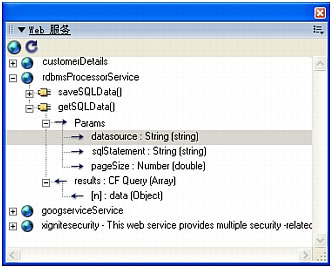 Web 服务
customerDetails
rdbmsProcessorService
saveSQLData()
getSQLData()
Params
datasource : String (string)
sqlStatement : String (string)
pageSize : Number (double)
results : CF Query (Array)
[n] : data (Object)
googserviceService
xignitesecurity - This web service provides multiple security -related